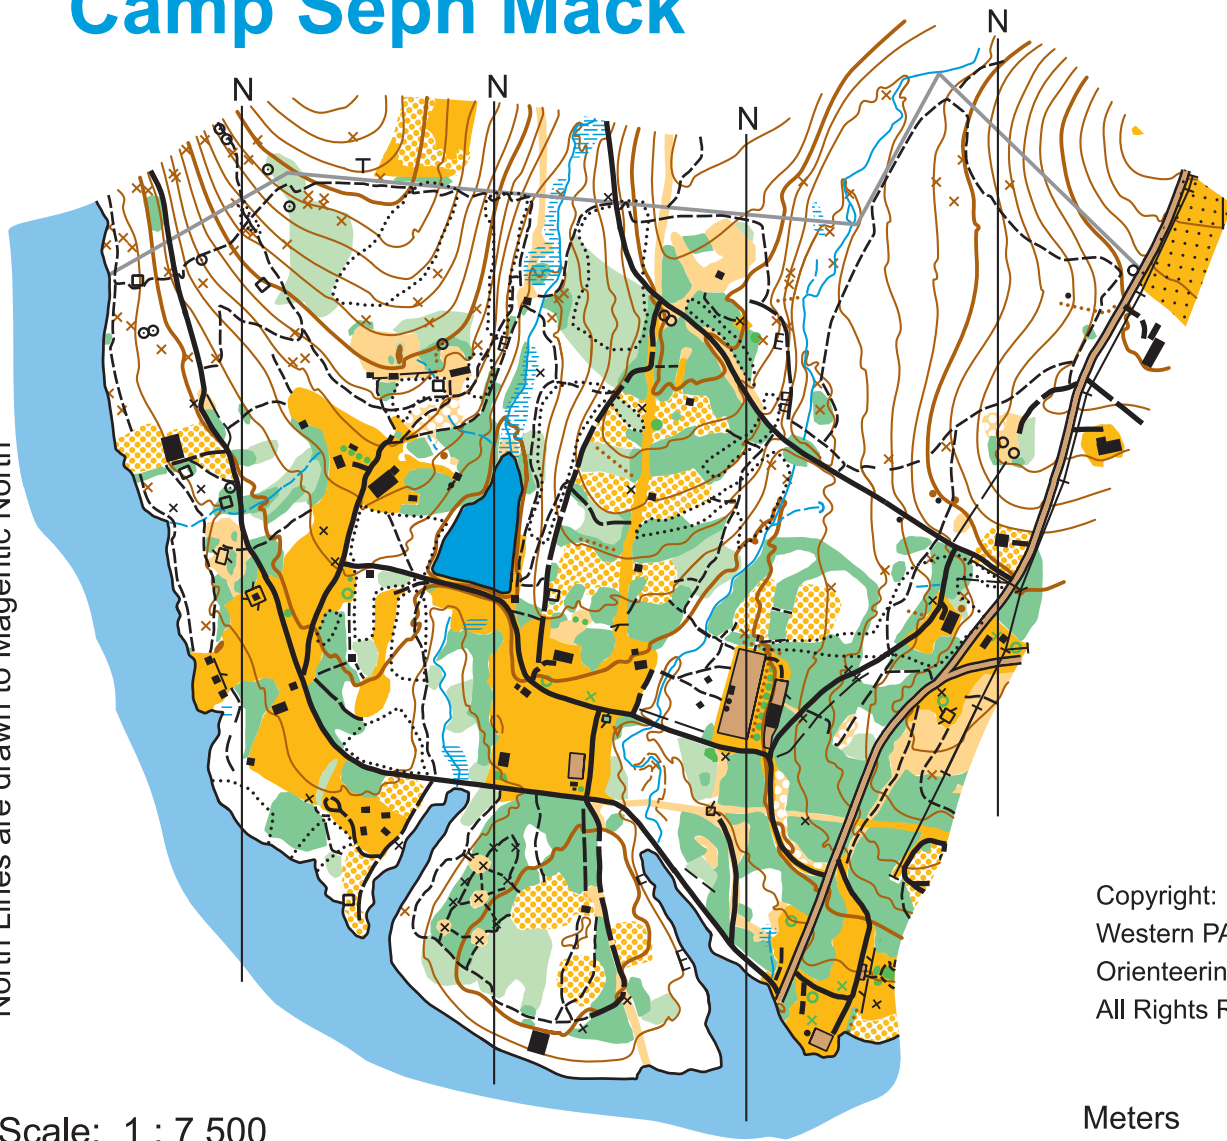 Camp Seph Mack
N
N
N
N
North Lines are drawn to Magentic North
Copyright:
Western PA
Orienteerin
All Rights R
Scale: 1 : 7 500
Meters